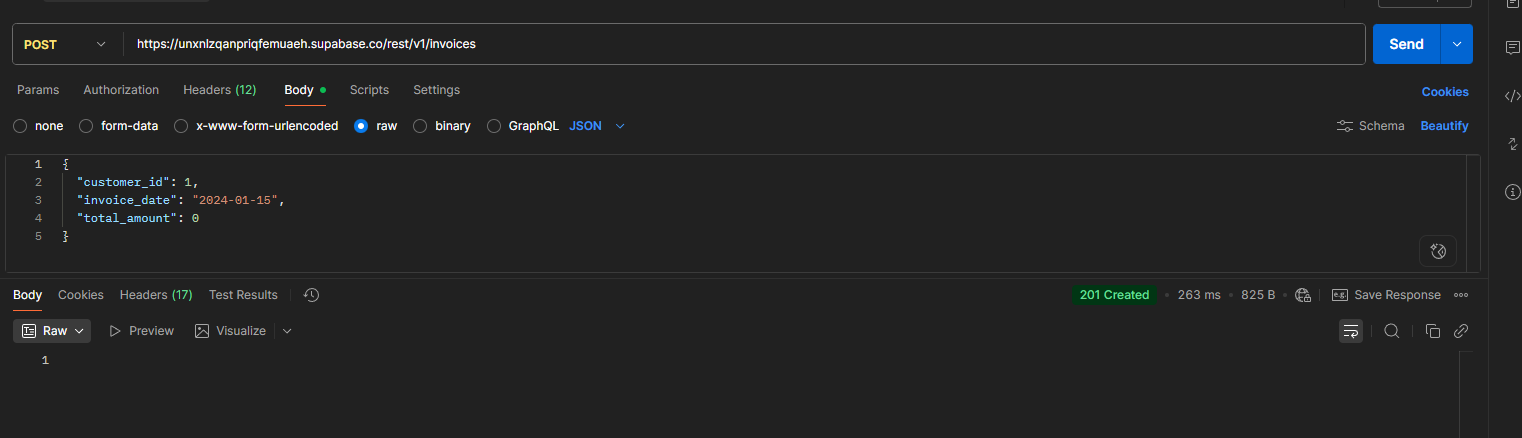 POST https://unxnlzqanpriqfemuaeh.supabase.co/rest/v1/invoices Send
Params Authorization Headers (12) Body Scripts Settings Cookies
none form-data x-www-form-urlencoded raw binary GraphQL JSON Schema Beautify
1 {
2 "customer_id": 1,
3 "invoice_date": "2024-01-15",
4 "total_amount": 0
5 }
Body Cookies Headers (17) Test Results 201 Created • 263 ms • 825 B e.g. Save Response
Raw Preview Visualize
1